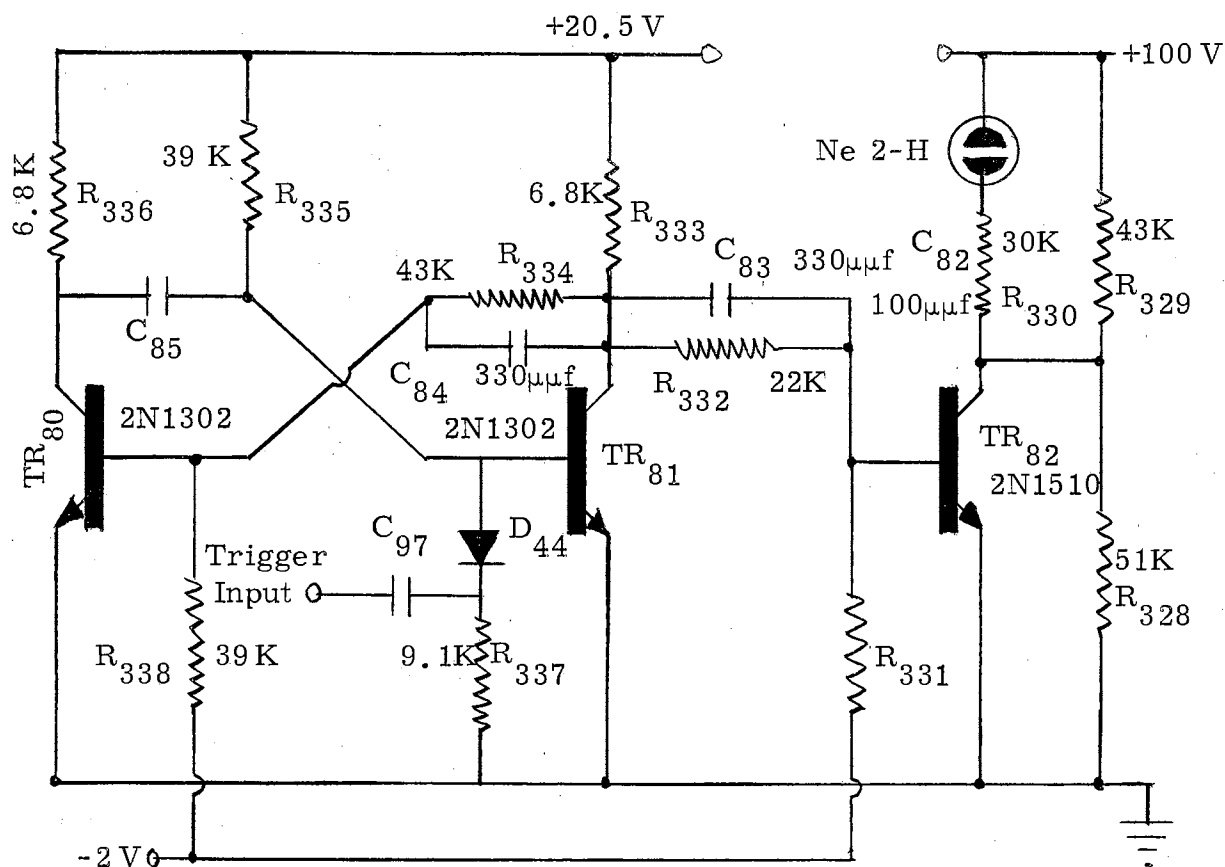 +20.5 V
+100 V
Ne 2-H
6.8K
R336
39 K
R335
6.8K
R333
43K
R334
C83
330μμf
C82
100μμf
30K
R330
43K
R329
C85
C84
330μμf
R332
22K
TR80
2N1302
2N1302
TR81
TR82
2N1510
C97
D44
Trigger
Input
51K
R328
R338
39 K
9.1K
R337
R331
-2 V